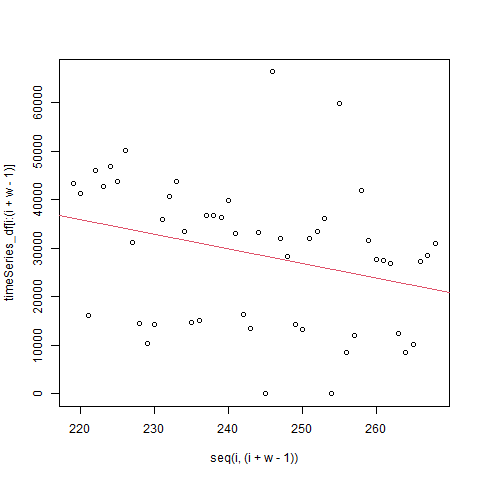 timeSeries_df[i:(i + w - 1)]
60000
50000
40000
30000
20000
10000
0
220 230 240 250 260
seq(i, (i + w - 1))